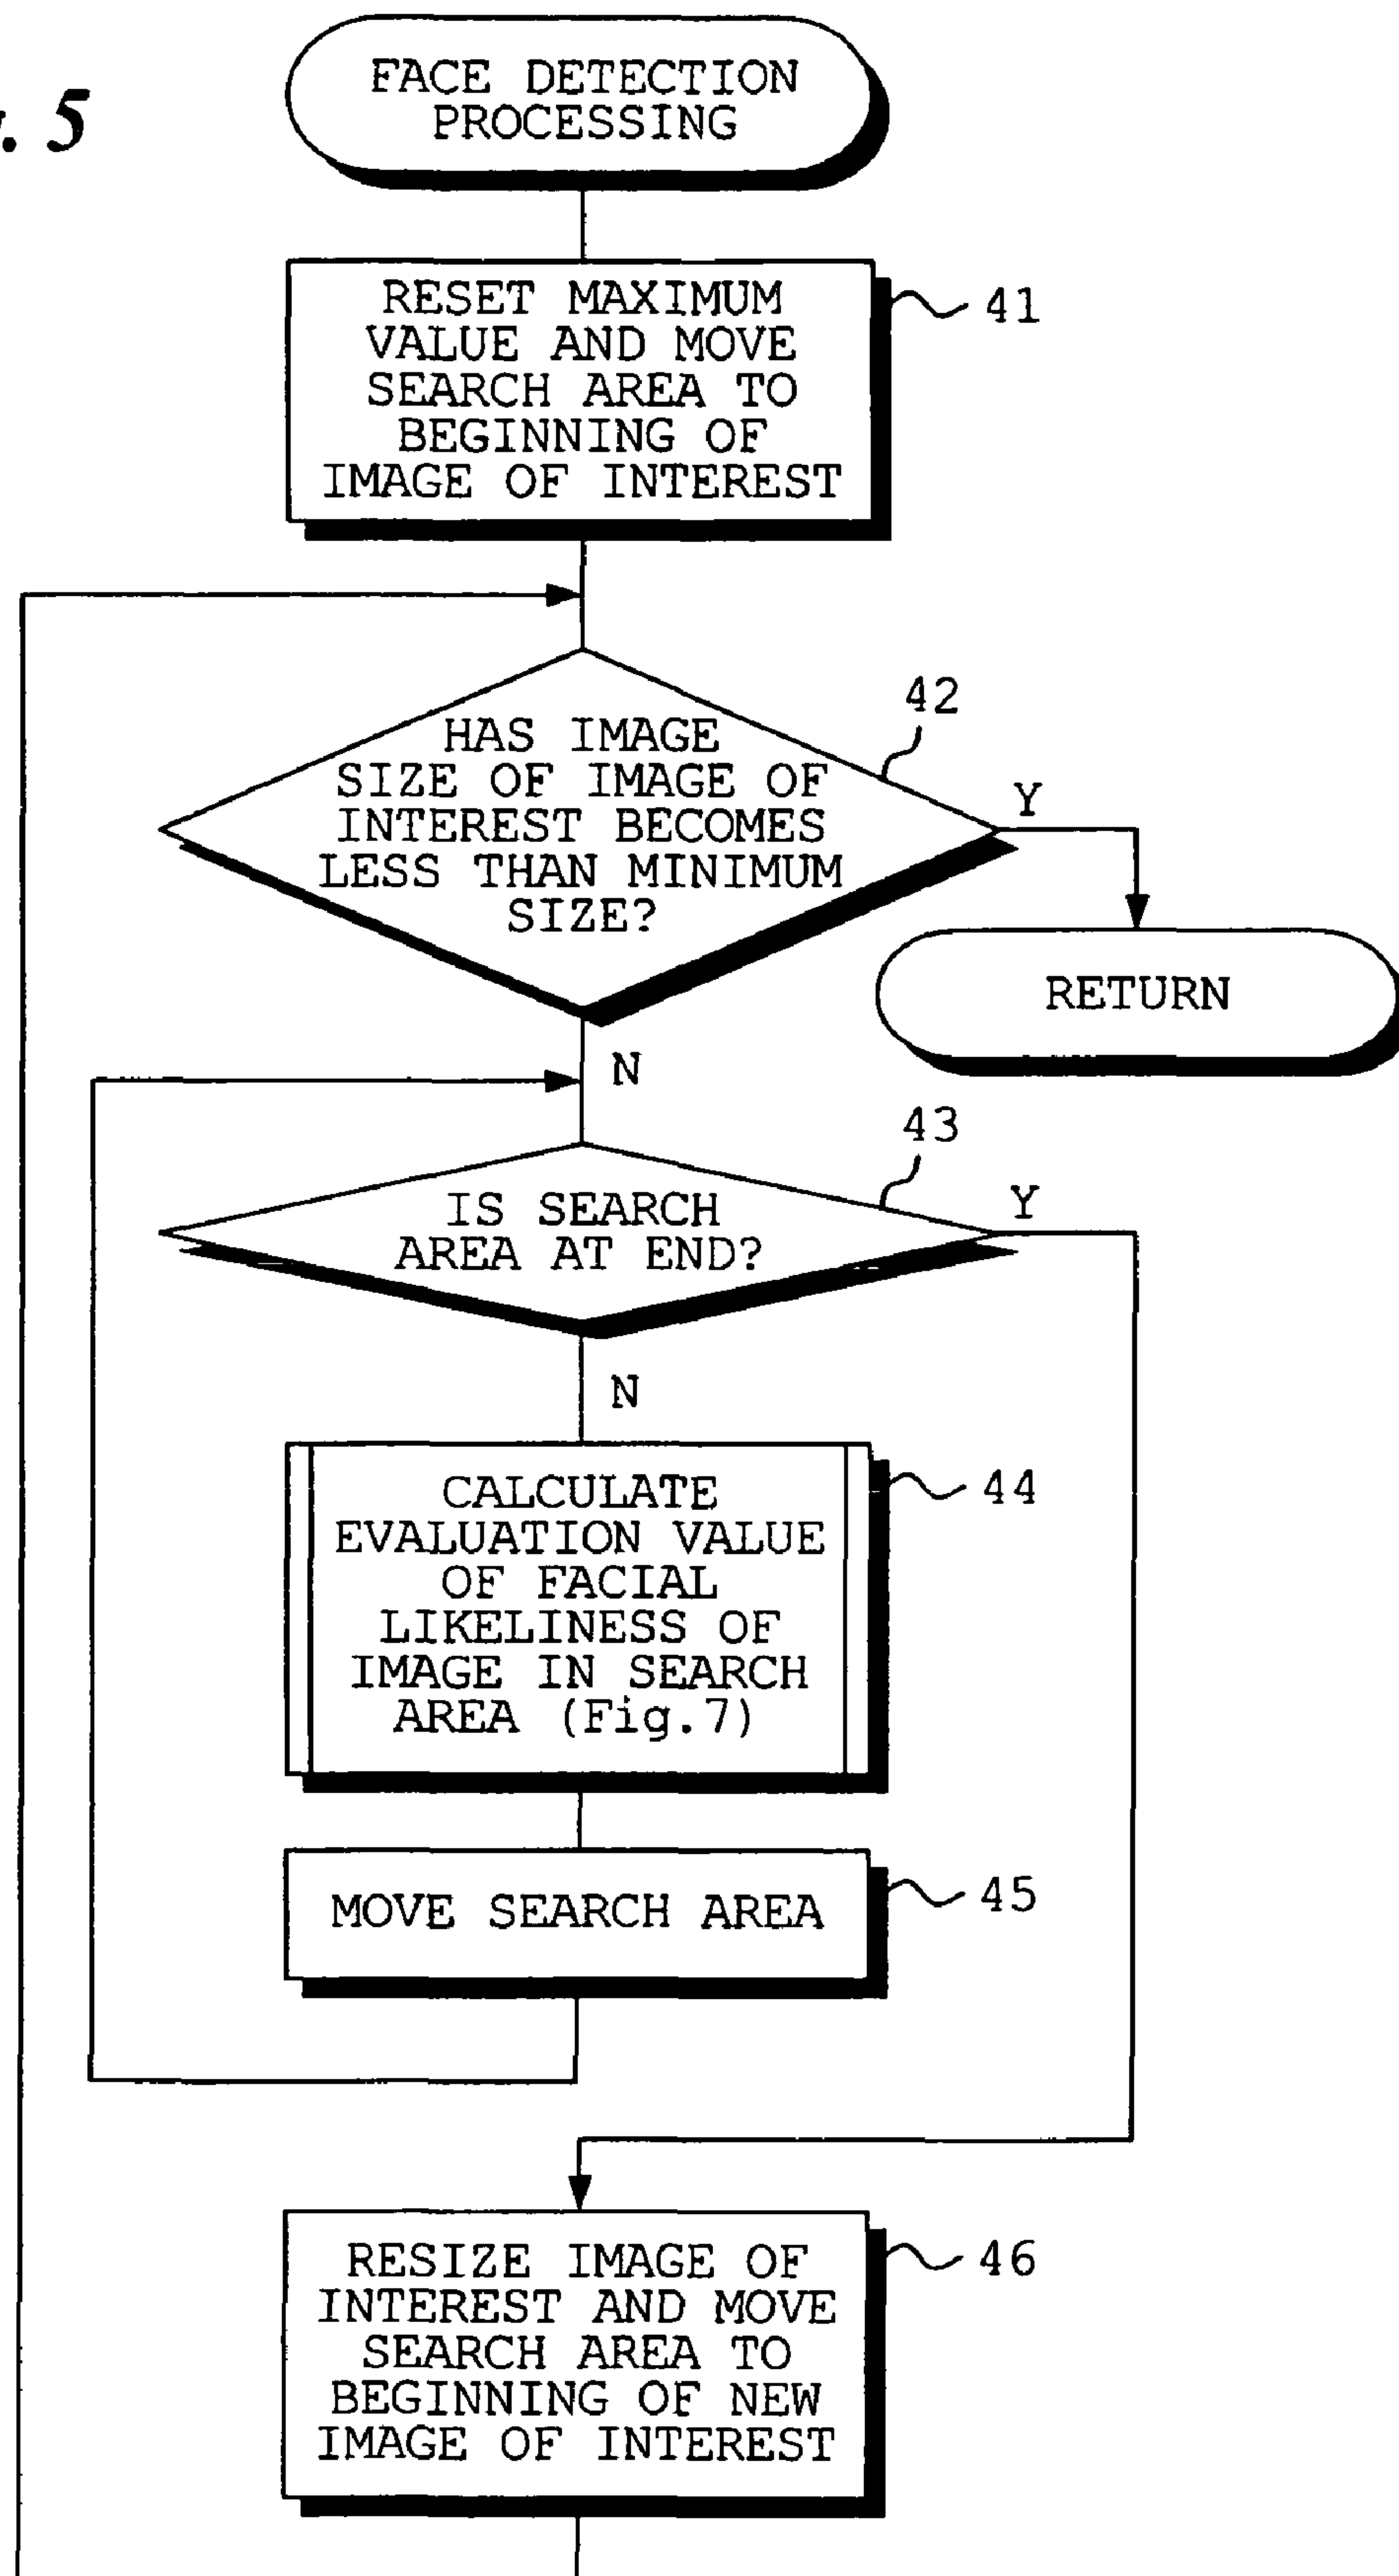 . 5
FACE DETECTION
PROCESSING
RESET MAXIMUM
VALUE AND MOVE
SEARCH AREA TO
BEGINNING OF
IMAGE OF INTEREST
41
HAS IMAGE
SIZE OF IMAGE OF
INTEREST BECOMES
LESS THAN MINIMUM
SIZE?
42
Y
RETURN
N
IS SEARCH
AREA AT END?
43
Y
N
CALCULATE
EVALUATION VALUE
OF FACIAL
LIKELINESS OF
IMAGE IN SEARCH
AREA (Fig.7)
44
MOVE SEARCH AREA
45
RESIZE IMAGE OF
INTEREST AND MOVE
SEARCH AREA TO
BEGINNING OF NEW
IMAGE OF INTEREST
46